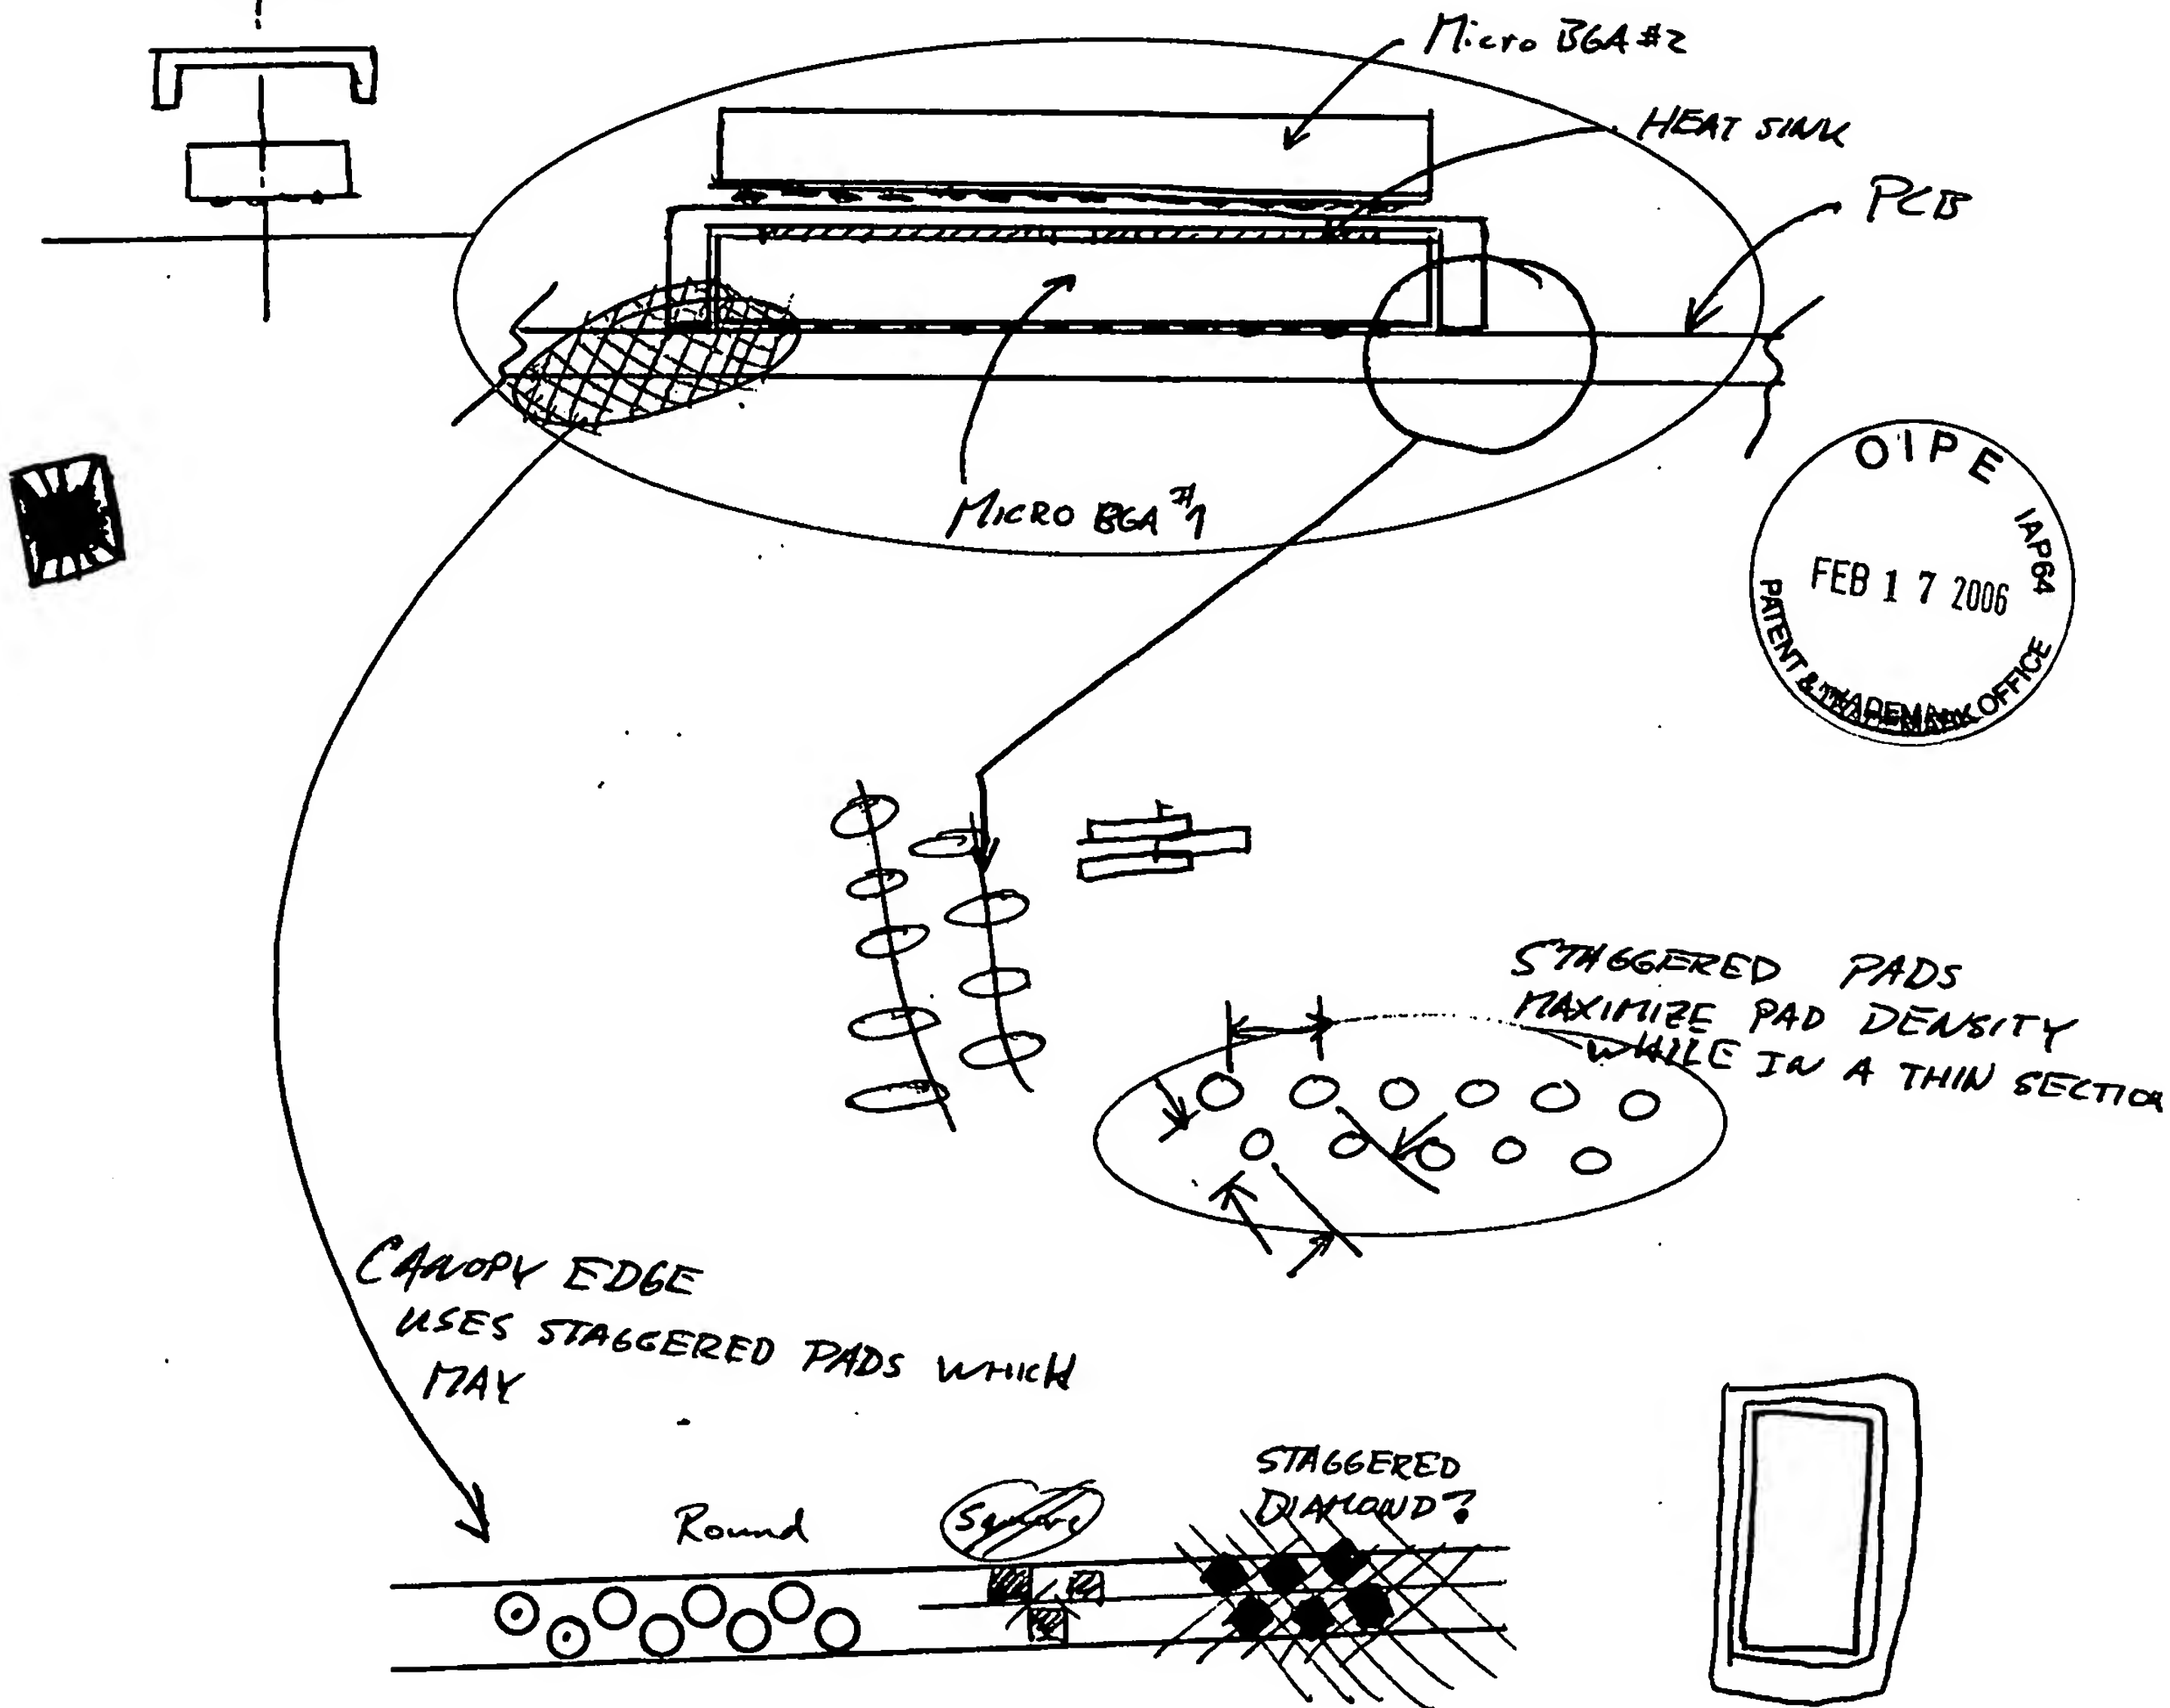 Micro BGA #2
HEAT SINK
PCB
MICRO BGA #1
OIPE
IAP64
FEB 17 2006
PATENT & TRADEMARK OFFICE
STAGGERED PADS
MAXIMIZE PAD DENSITY
WHILE IN A THIN SECTION
CANOPY EDGE
USES STAGGERED PADS WHICH
MAY
STAGGERED
DIAMOND?
Round
Square